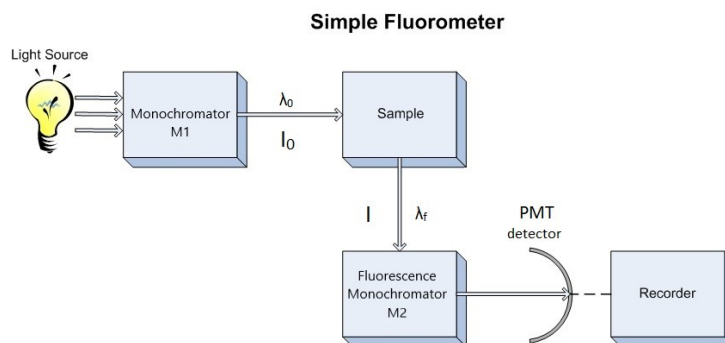 Simple Fluorometer
Light Source
Monochromator
M1
λ₀
I₀
Sample
I
λf
Fluorescence
Monochromator
M2
PMT
detector
Recorder